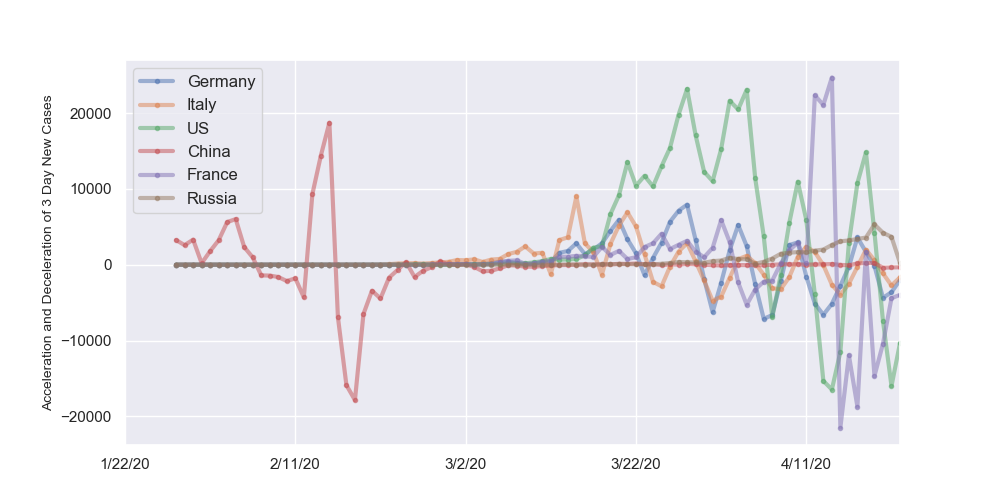 Acceleration and Deceleration of 3 Day New Cases
20000
10000
0
−10000
−20000
Germany
Italy
US
China
France
Russia
1/22/20 2/11/20 3/2/20 3/22/20 4/11/20